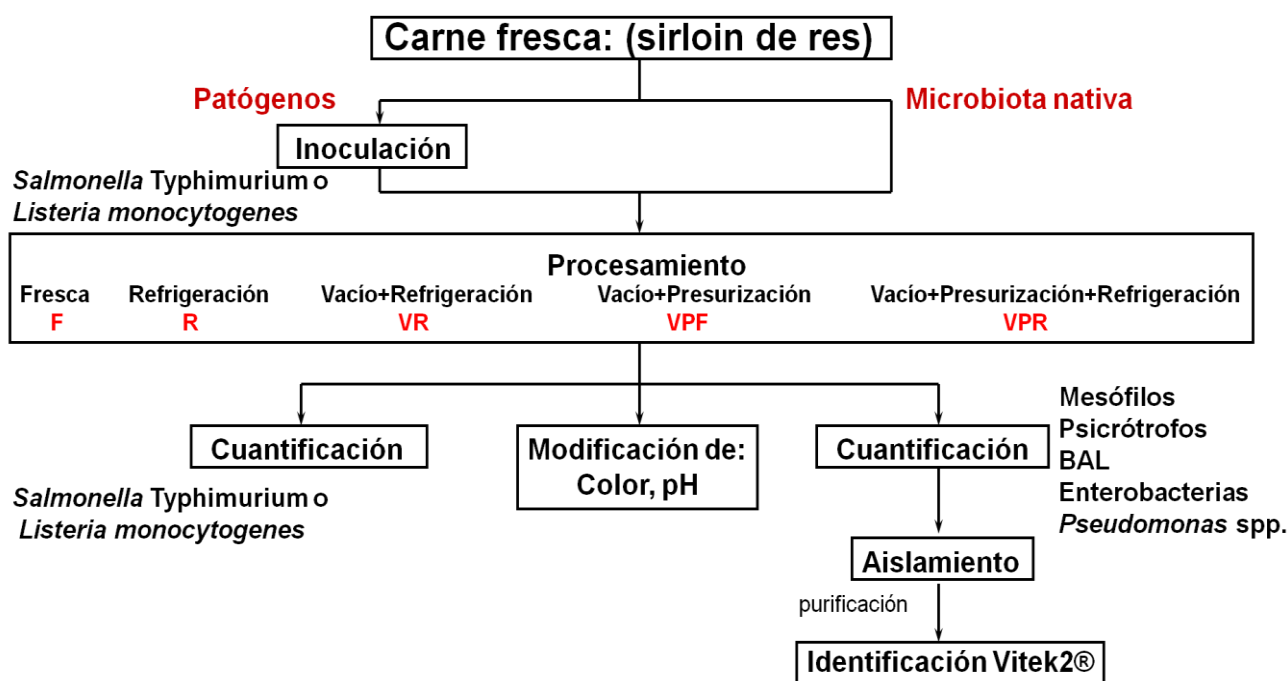 Carne fresca: (sirloin de res)
Patógenos
Microbiota nativa
Inoculación
Salmonella Typhimurium o
Listeria monocytogenes
Procesamiento
Fresca Refrigeración Vacío+Refrigeración Vacío+Presurización Vacío+Presurización+Refrigeración
F R VR VPF VPR
Cuantificación
Salmonella Typhimurium o
Listeria monocytogenes
Modificación de:
Color, pH
Cuantificación
Mesófilos
Psicrótrofos
BAL
Enterobacterias
Pseudomonas spp.
Aislamiento
purificación
Identificación Vitek2®